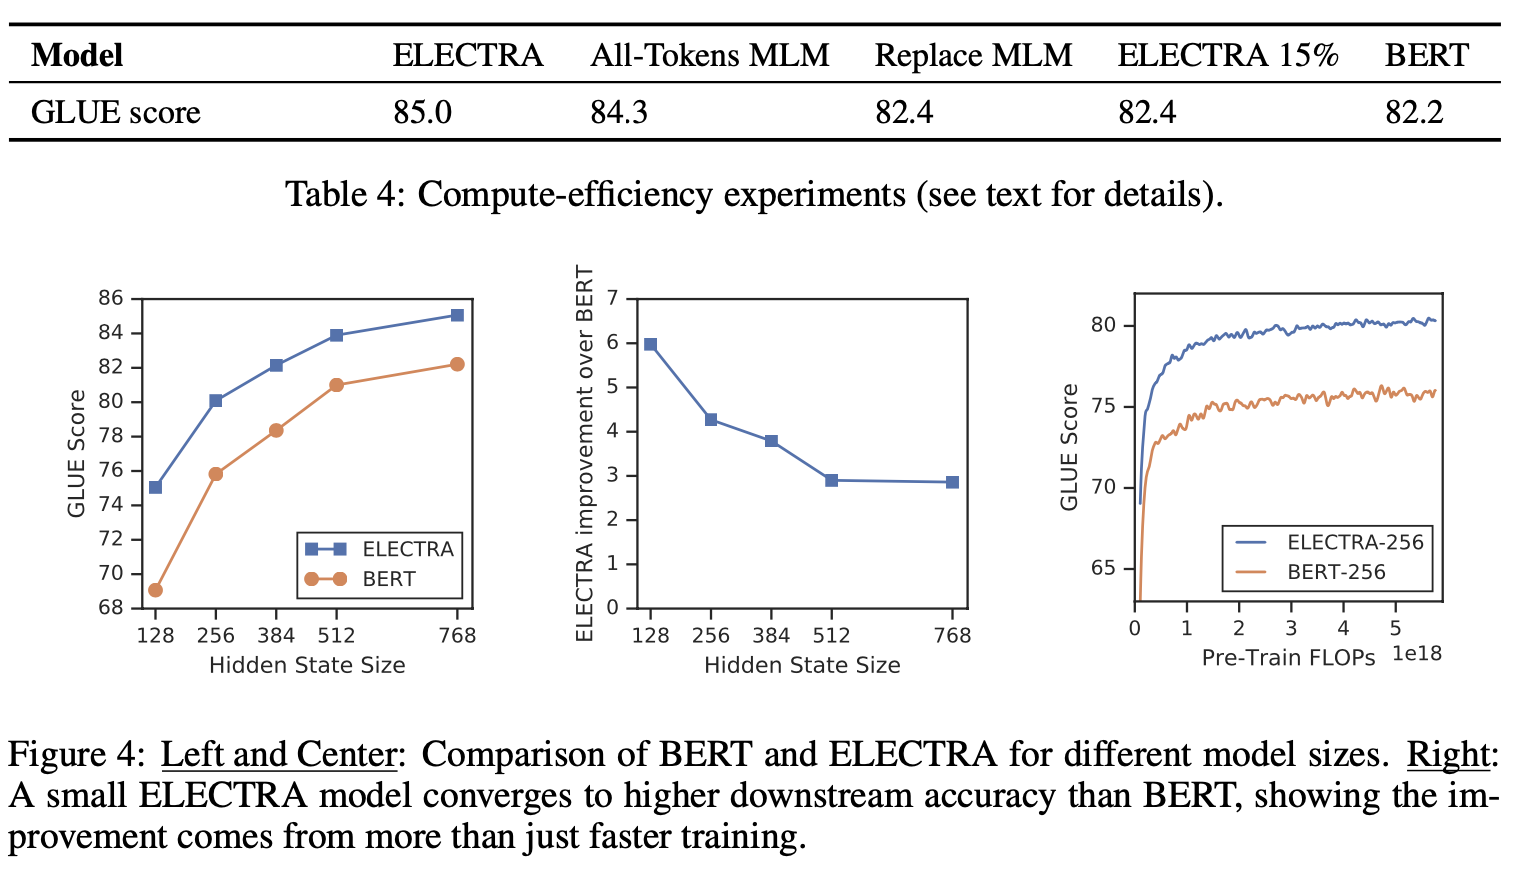 Model ELECTRA All-Tokens MLM Replace MLM ELECTRA 15% BERT
GLUE score 85.0 84.3 82.4 82.4 82.2
Table 4: Compute-efficiency experiments (see text for details).
GLUE Score
86
84
82
80
78
76
74
72
70
68
ELECTRA
BERT
128 256 384 512 768
Hidden State Size
ELECTRA improvement over BERT
7
6
5
4
3
2
1
0
128 256 384 512 768
Hidden State Size
GLUE Score
80
75
70
65
ELECTRA-256
BERT-256
0 1 2 3 4 5
Pre-Train FLOPs 1e18
Figure 4: Left and Center: Comparison of BERT and ELECTRA for different model sizes. Right:
A small ELECTRA model converges to higher downstream accuracy than BERT, showing the im-
provement comes from more than just faster training.